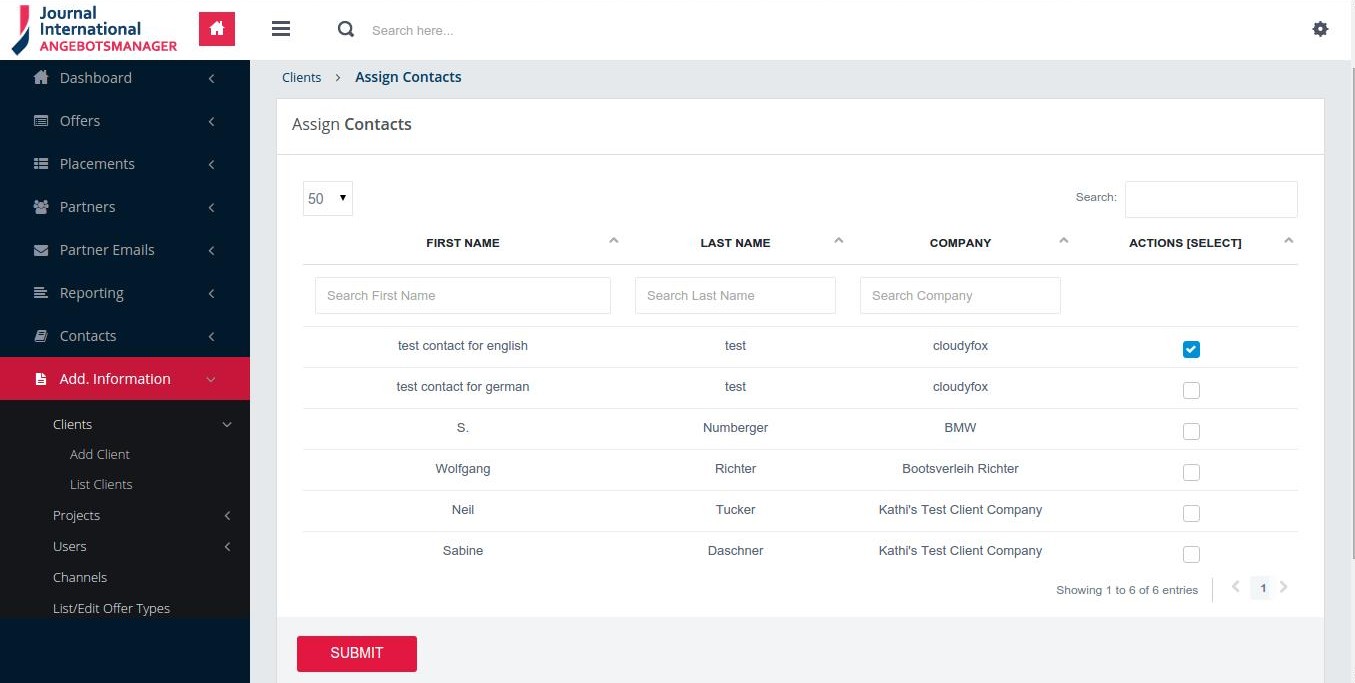 Journal
International
ANGEBOTSMANAGER
Search here...
Dashboard
Offers
Placements
Partners
Partner Emails
Reporting
Contacts
Add. Information
Clients
Add Client
List Clients
Projects
Users
Channels
List/Edit Offer Types
Clients > Assign Contacts
Assign Contacts
50 Search:
FIRST NAME LAST NAME COMPANY ACTIONS [SELECT]
Search First Name Search Last Name Search Company
test contact for english test cloudyfox
test contact for german test cloudyfox
S. Numberger BMW
Wolfgang Richter Bootsverleih Richter
Neil Tucker Kathi's Test Client Company
Sabine Daschner Kathi's Test Client Company
Showing 1 to 6 of 6 entries 1
SUBMIT